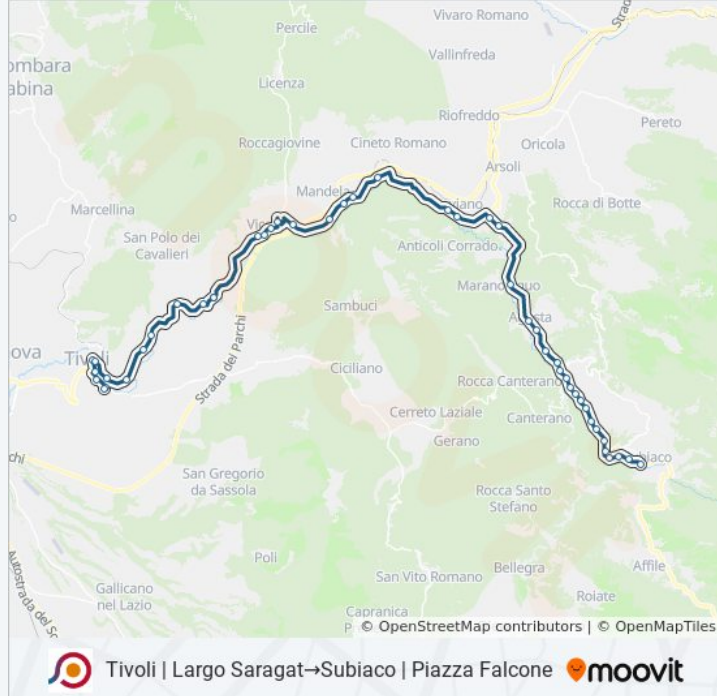 Vivaro Romano
Percile
Vallinfreda
ombara
abina
Licenza
Riofreddo
Pereto
Roccagiovine
Cineto Romano
Oricola
Arsoli
Mandela
Marcellina
Rocca di Botte
San Polo dei
Cavalieri
Anticoli Corrado
Sambuci
Strada dei Parchi
ova
Tivoli
Ciciliano
Rocca Canterano
Cerreto Laziale
Canterano
Gerano
San Gregorio
da Sassola
Rocca Santo
Stefano
Poli
Bellegra
Affile
San Vito Romano
Gallicano
nel Lazio
Roiate
Capranica
© OpenStreetMap contributors | © OpenMapTiles
Tivoli | Largo Saragat→Subiaco | Piazza Falcone
moovit